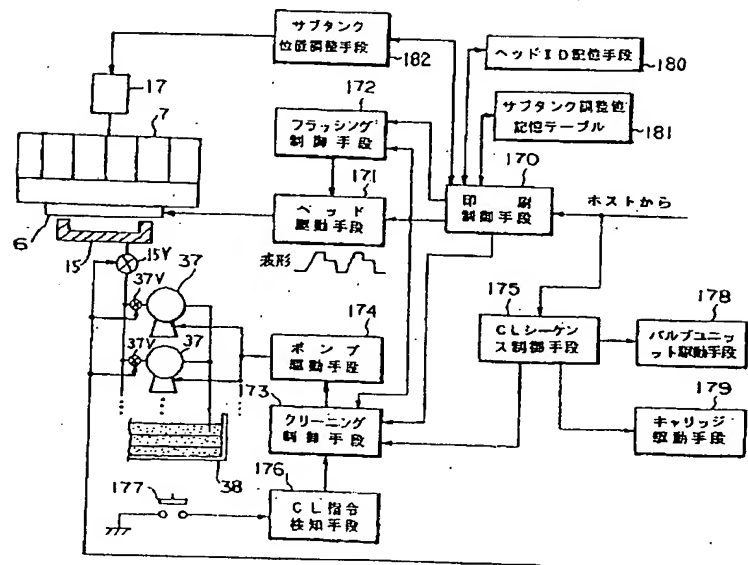 サブタンク
位置調整手段
182
ヘッドID記憶手段
180
17
172
サブタンク調整値
記憶テーブル
181
7
フラッシング
制御手段
170
171
印刷
制御手段
ホストから
ヘッド
駆動手段
6
15
15V
波形
37V
37
174
175
178
37V
37
ポンプ
駆動手段
CLシーケン
ス制御手段
バルブユニ
ット駆動手段
173
クリーニング
制御手段
179
キャリッジ
駆動手段
38
176
177
CL指令
検知手段